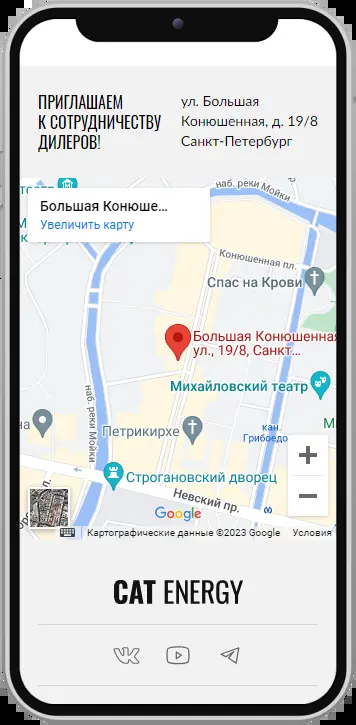 ПРИГЛАШАЕМ
К СОТРУДНИЧЕСТВУ
ДИЛЕРОВ!
ул. Большая
Конюшенная, д. 19/8
Санкт-Петербург
наб. реки Мойки
Большая Конюше...
Увеличить карту
Конюшенная пл.
Спас на Крови
Большая Конюшенная
ул., 19/8, Санкт...
Михайловский театр
наб. реки Мойки
кан.
Грибоедо
Петрикирхе
Строгановский дворец
Невский пр.
+
−
Google
Картографические данные ©2023 Google
Условия
CAT ENERGY